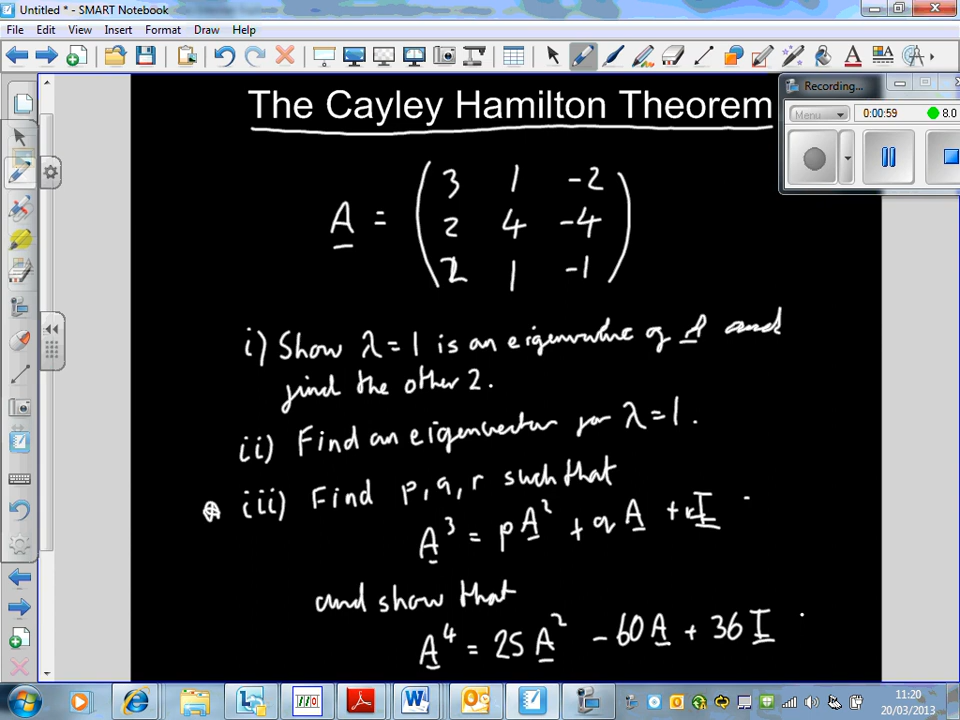 Untitled * - SMART Notebook
File Edit View Insert Format Draw Help
Recording...
Menu 0:00:59 8.0
The Cayley Hamilton Theorem
A = ( 3 1 -2
2 4 -4
2 1 -1 )
i) Show λ = 1 is an eigenvalue of A and
find the other 2.
ii) Find an eigenvector for λ = 1.
iii) Find p, q, r such that
A³ = pA² + qA + rI
and show that
A⁴ = 25A² - 60A + 36I
11:20
20/03/2013